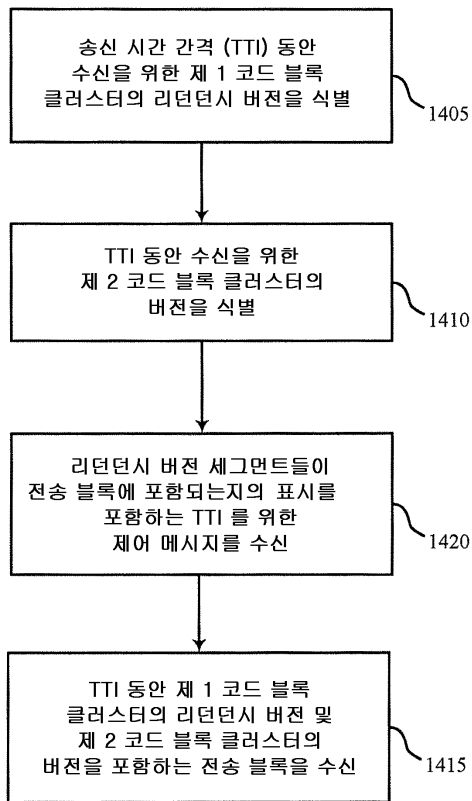 송신 시간 간격 (TTI) 동안
수신을 위한 제 1 코드 블록
클러스터의 리던던시 버전을 식별
1405
TTI 동안 수신을 위한
제 2 코드 블록 클러스터의
버전을 식별
1410
리던던시 버전 세그먼트들이
전송 블록에 포함되는지의 표시를
포함하는 TTI 를 위한
제어 메시지를 수신
1420
TTI 동안 제 1 코드 블록
클러스터의 리던던시 버전 및
제 2 코드 블록 클러스터의
버전을 포함하는 전송 블록을 수신
1415